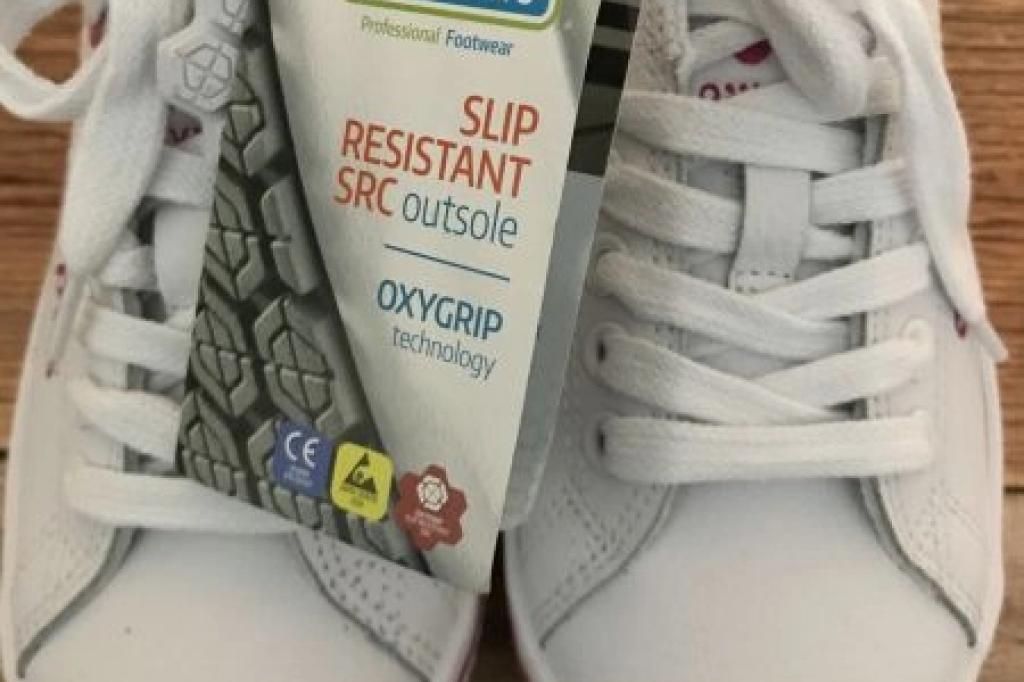 Professional Footwear
SLIP
RESISTANT
SRC outsole
OXYGRIP
technology
CE